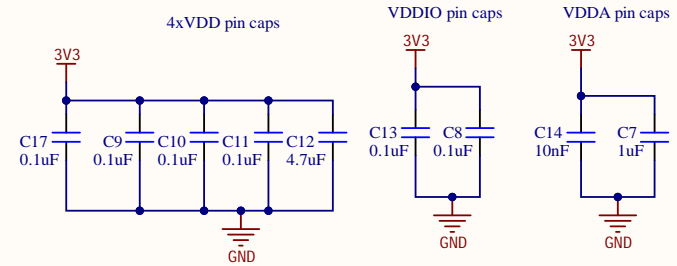 4xVDD pin caps
VDDIO pin caps
VDDA pin caps
3V3
3V3
3V3
C17
0.1uF
C9
0.1uF
C10
0.1uF
C11
0.1uF
C12
4.7uF
C13
0.1uF
C8
0.1uF
C14
10nF
C7
1uF
GND
GND
GND